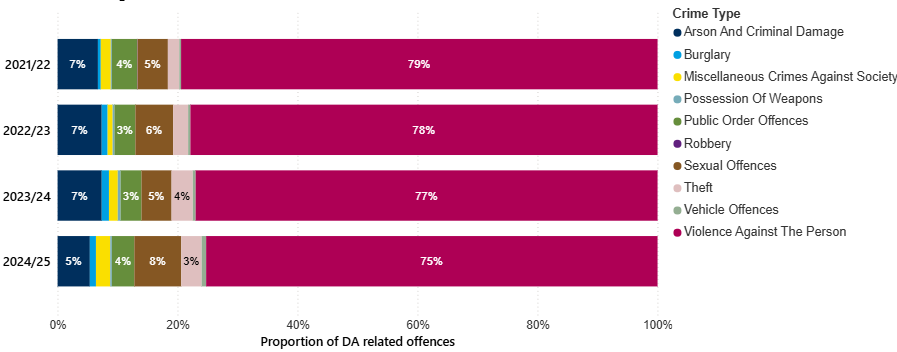 Crime Type
Arson And Criminal Damage
Burglary
Miscellaneous Crimes Against Society
Possession Of Weapons
Public Order Offences
Robbery
Sexual Offences
Theft
Vehicle Offences
Violence Against The Person
2021/22 7% 4% 5% 79%
2022/23 7% 3% 6% 78%
2023/24 7% 3% 5% 4% 77%
2024/25 5% 4% 8% 3% 75%
0% 20% 40% 60% 80% 100%
Proportion of DA related offences